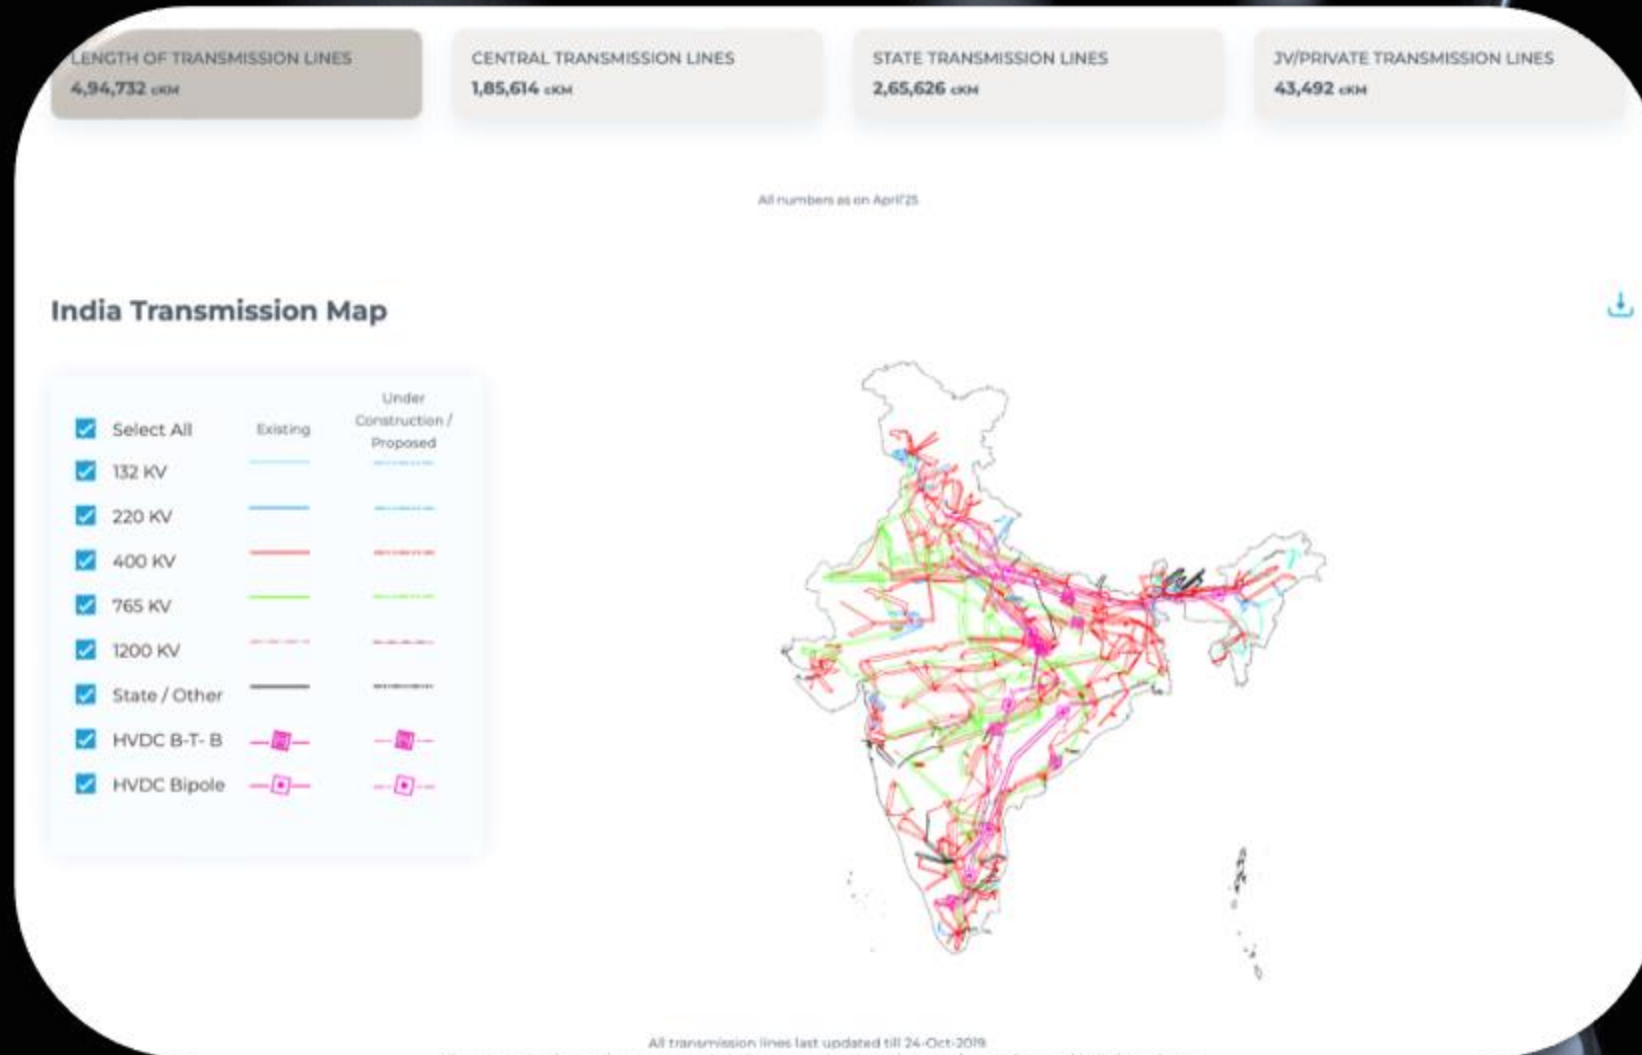 LENGTH OF TRANSMISSION LINES
4,94,732 cKM
CENTRAL TRANSMISSION LINES
1,85,614 cKM
STATE TRANSMISSION LINES
2,65,626 cKM
JV/PRIVATE TRANSMISSION LINES
43,492 cKM
All numbers as on April'25
India Transmission Map
Select All
Existing
Under
Construction /
Proposed
132 KV
220 KV
400 KV
765 KV
1200 KV
State / Other
HVDC B-T- B
HVDC Bipole
All transmission lines last updated till 24-Oct-2019